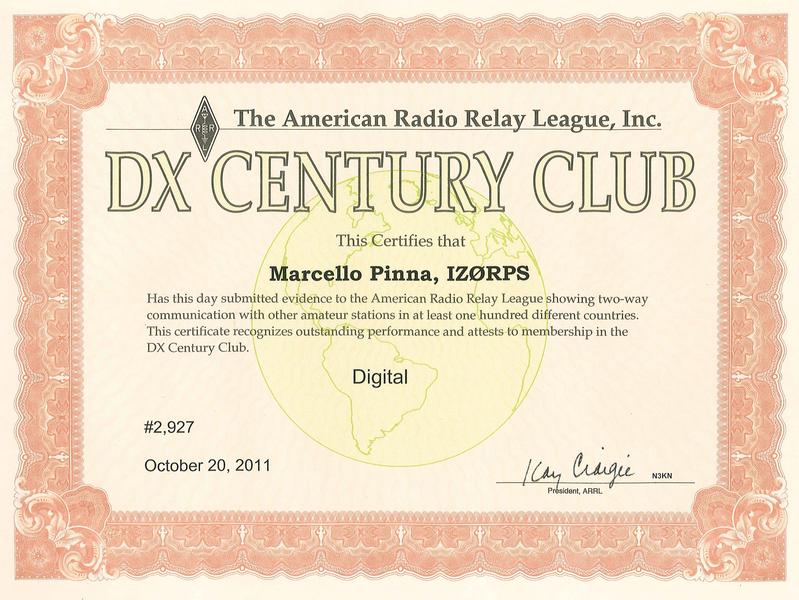 The American Radio Relay League, Inc.
DX CENTURY CLUB
This Certifies that
Marcello Pinna, IZØRPS
Has this day submitted evidence to the American Radio Relay League showing two-way
communication with other amateur stations in at least one hundred different countries.
This certificate recognizes outstanding performance and attests to membership in the
DX Century Club.
Digital
#2,927
October 20, 2011
Kay Craigie N3KN
President, ARRL